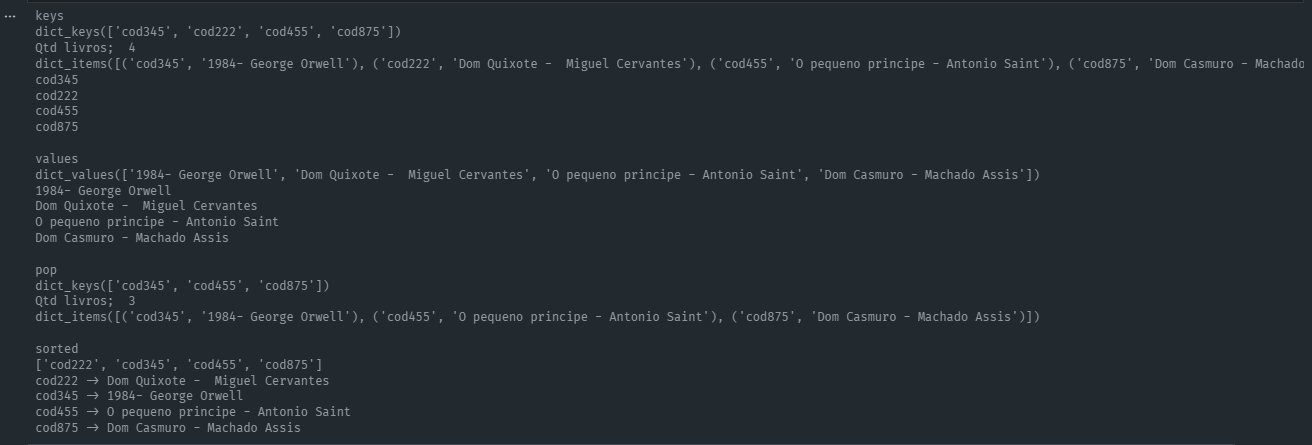 keys
dict_keys(['cod345', 'cod222', 'cod455', 'cod875'])
Qtd livros;  4
dict_items([('cod345', '1984- George Orwell'), ('cod222', 'Dom Quixote -  Miguel Cervantes'), ('cod455', 'O pequeno principe - Antonio Saint'), ('cod875', 'Dom Casmuro - Machado
cod345
cod222
cod455
cod875

values
dict_values(['1984- George Orwell', 'Dom Quixote -  Miguel Cervantes', 'O pequeno principe - Antonio Saint', 'Dom Casmuro - Machado Assis'])
1984- George Orwell
Dom Quixote -  Miguel Cervantes
O pequeno principe - Antonio Saint
Dom Casmuro - Machado Assis

pop
dict_keys(['cod345', 'cod455', 'cod875'])
Qtd livros;  3
dict_items([('cod345', '1984- George Orwell'), ('cod455', 'O pequeno principe - Antonio Saint'), ('cod875', 'Dom Casmuro - Machado Assis')])

sorted
['cod222', 'cod345', 'cod455', 'cod875']
cod222 → Dom Quixote -  Miguel Cervantes
cod345 → 1984- George Orwell
cod455 → O pequeno principe - Antonio Saint
cod875 → Dom Casmuro - Machado Assis